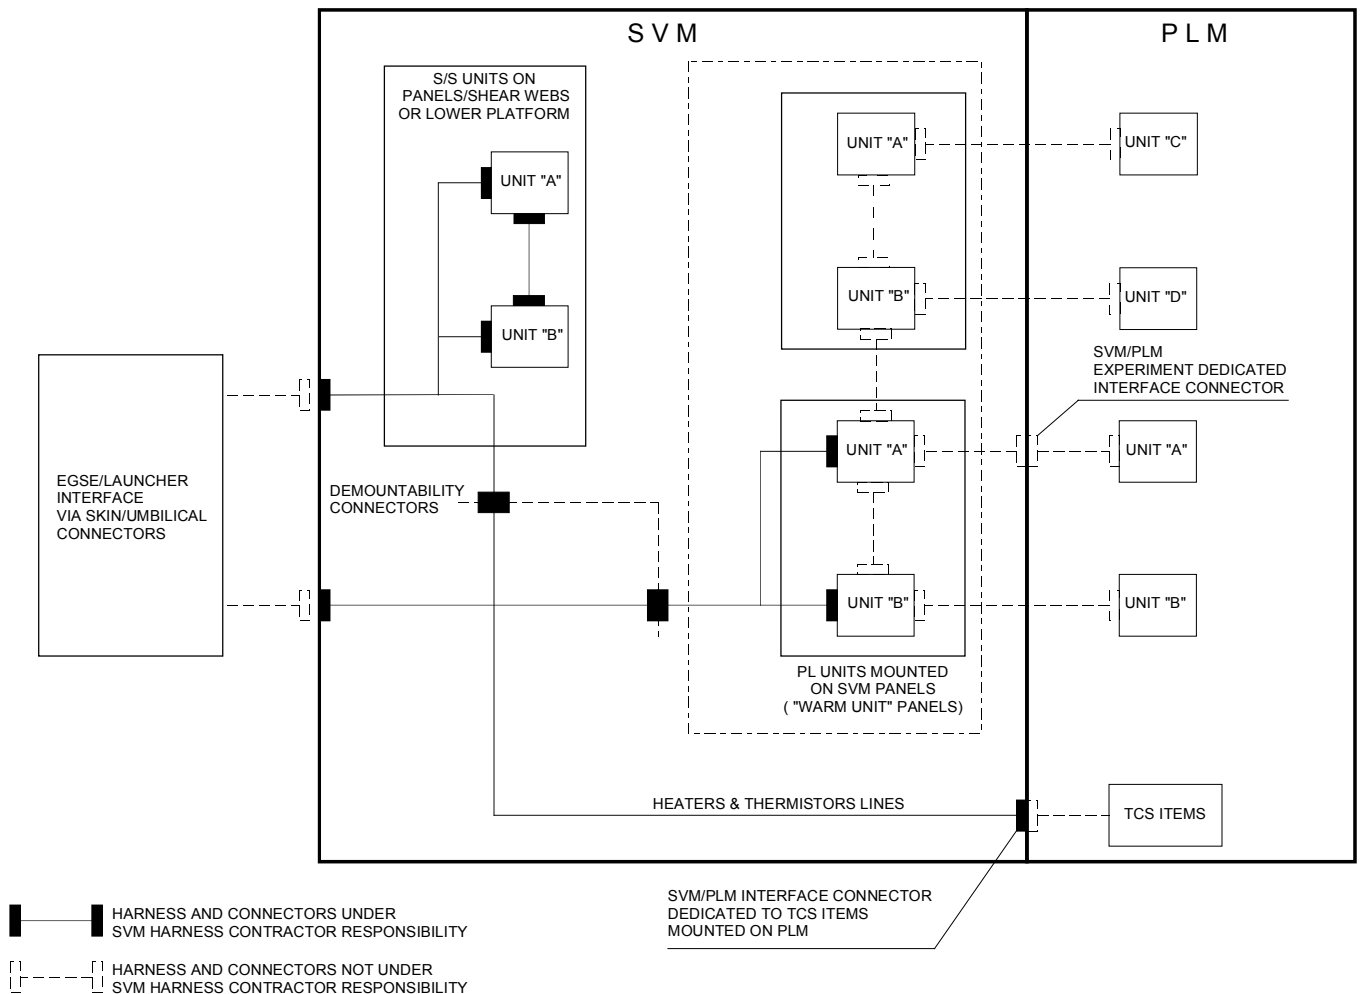 S V M
P L M
S/S UNITS ON
PANELS/SHEAR WEBS
OR LOWER PLATFORM
UNIT "A"
UNIT "B"
UNIT "A"
UNIT "B"
UNIT "C"
UNIT "D"
SVM/PLM
EXPERIMENT DEDICATED
INTERFACE CONNECTOR
UNIT "A"
UNIT "B"
UNIT "A"
UNIT "B"
PL UNITS MOUNTED
ON SVM PANELS
( "WARM UNIT" PANELS)
EGSE/LAUNCHER
INTERFACE
VIA SKIN/UMBILICAL
CONNECTORS
DEMOUNTABILITY
CONNECTORS
HEATERS & THERMISTORS LINES
TCS ITEMS
SVM/PLM INTERFACE CONNECTOR
DEDICATED TO TCS ITEMS
MOUNTED ON PLM
HARNESS AND CONNECTORS UNDER
SVM HARNESS CONTRACTOR RESPONSIBILITY
HARNESS AND CONNECTORS NOT UNDER
SVM HARNESS CONTRACTOR RESPONSIBILITY